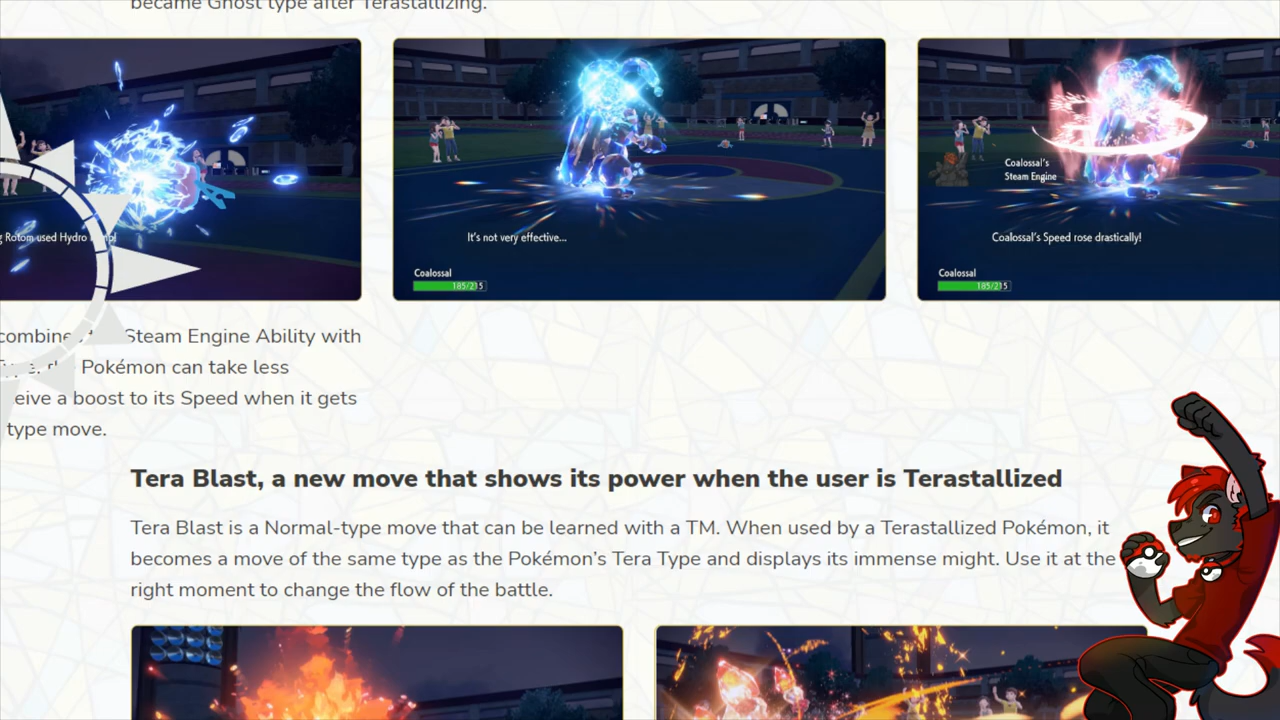 became Ghost type after Terastallizing.
Rotom used Hydro
It's not very effective...
Coalossal
185/215
Coalossal's
Steam Engine
Coalossal's Speed rose drastically!
Coalossal
185/215
combine Steam Engine Ability with
Pokémon can take less
eive a boost to its Speed when it gets
type move.
Tera Blast, a new move that shows its power when the user is Terastallized
Tera Blast is a Normal-type move that can be learned with a TM. When used by a Terastallized Pokémon, it
becomes a move of the same type as the Pokémon's Tera Type and displays its immense might. Use it at the
right moment to change the flow of the battle.